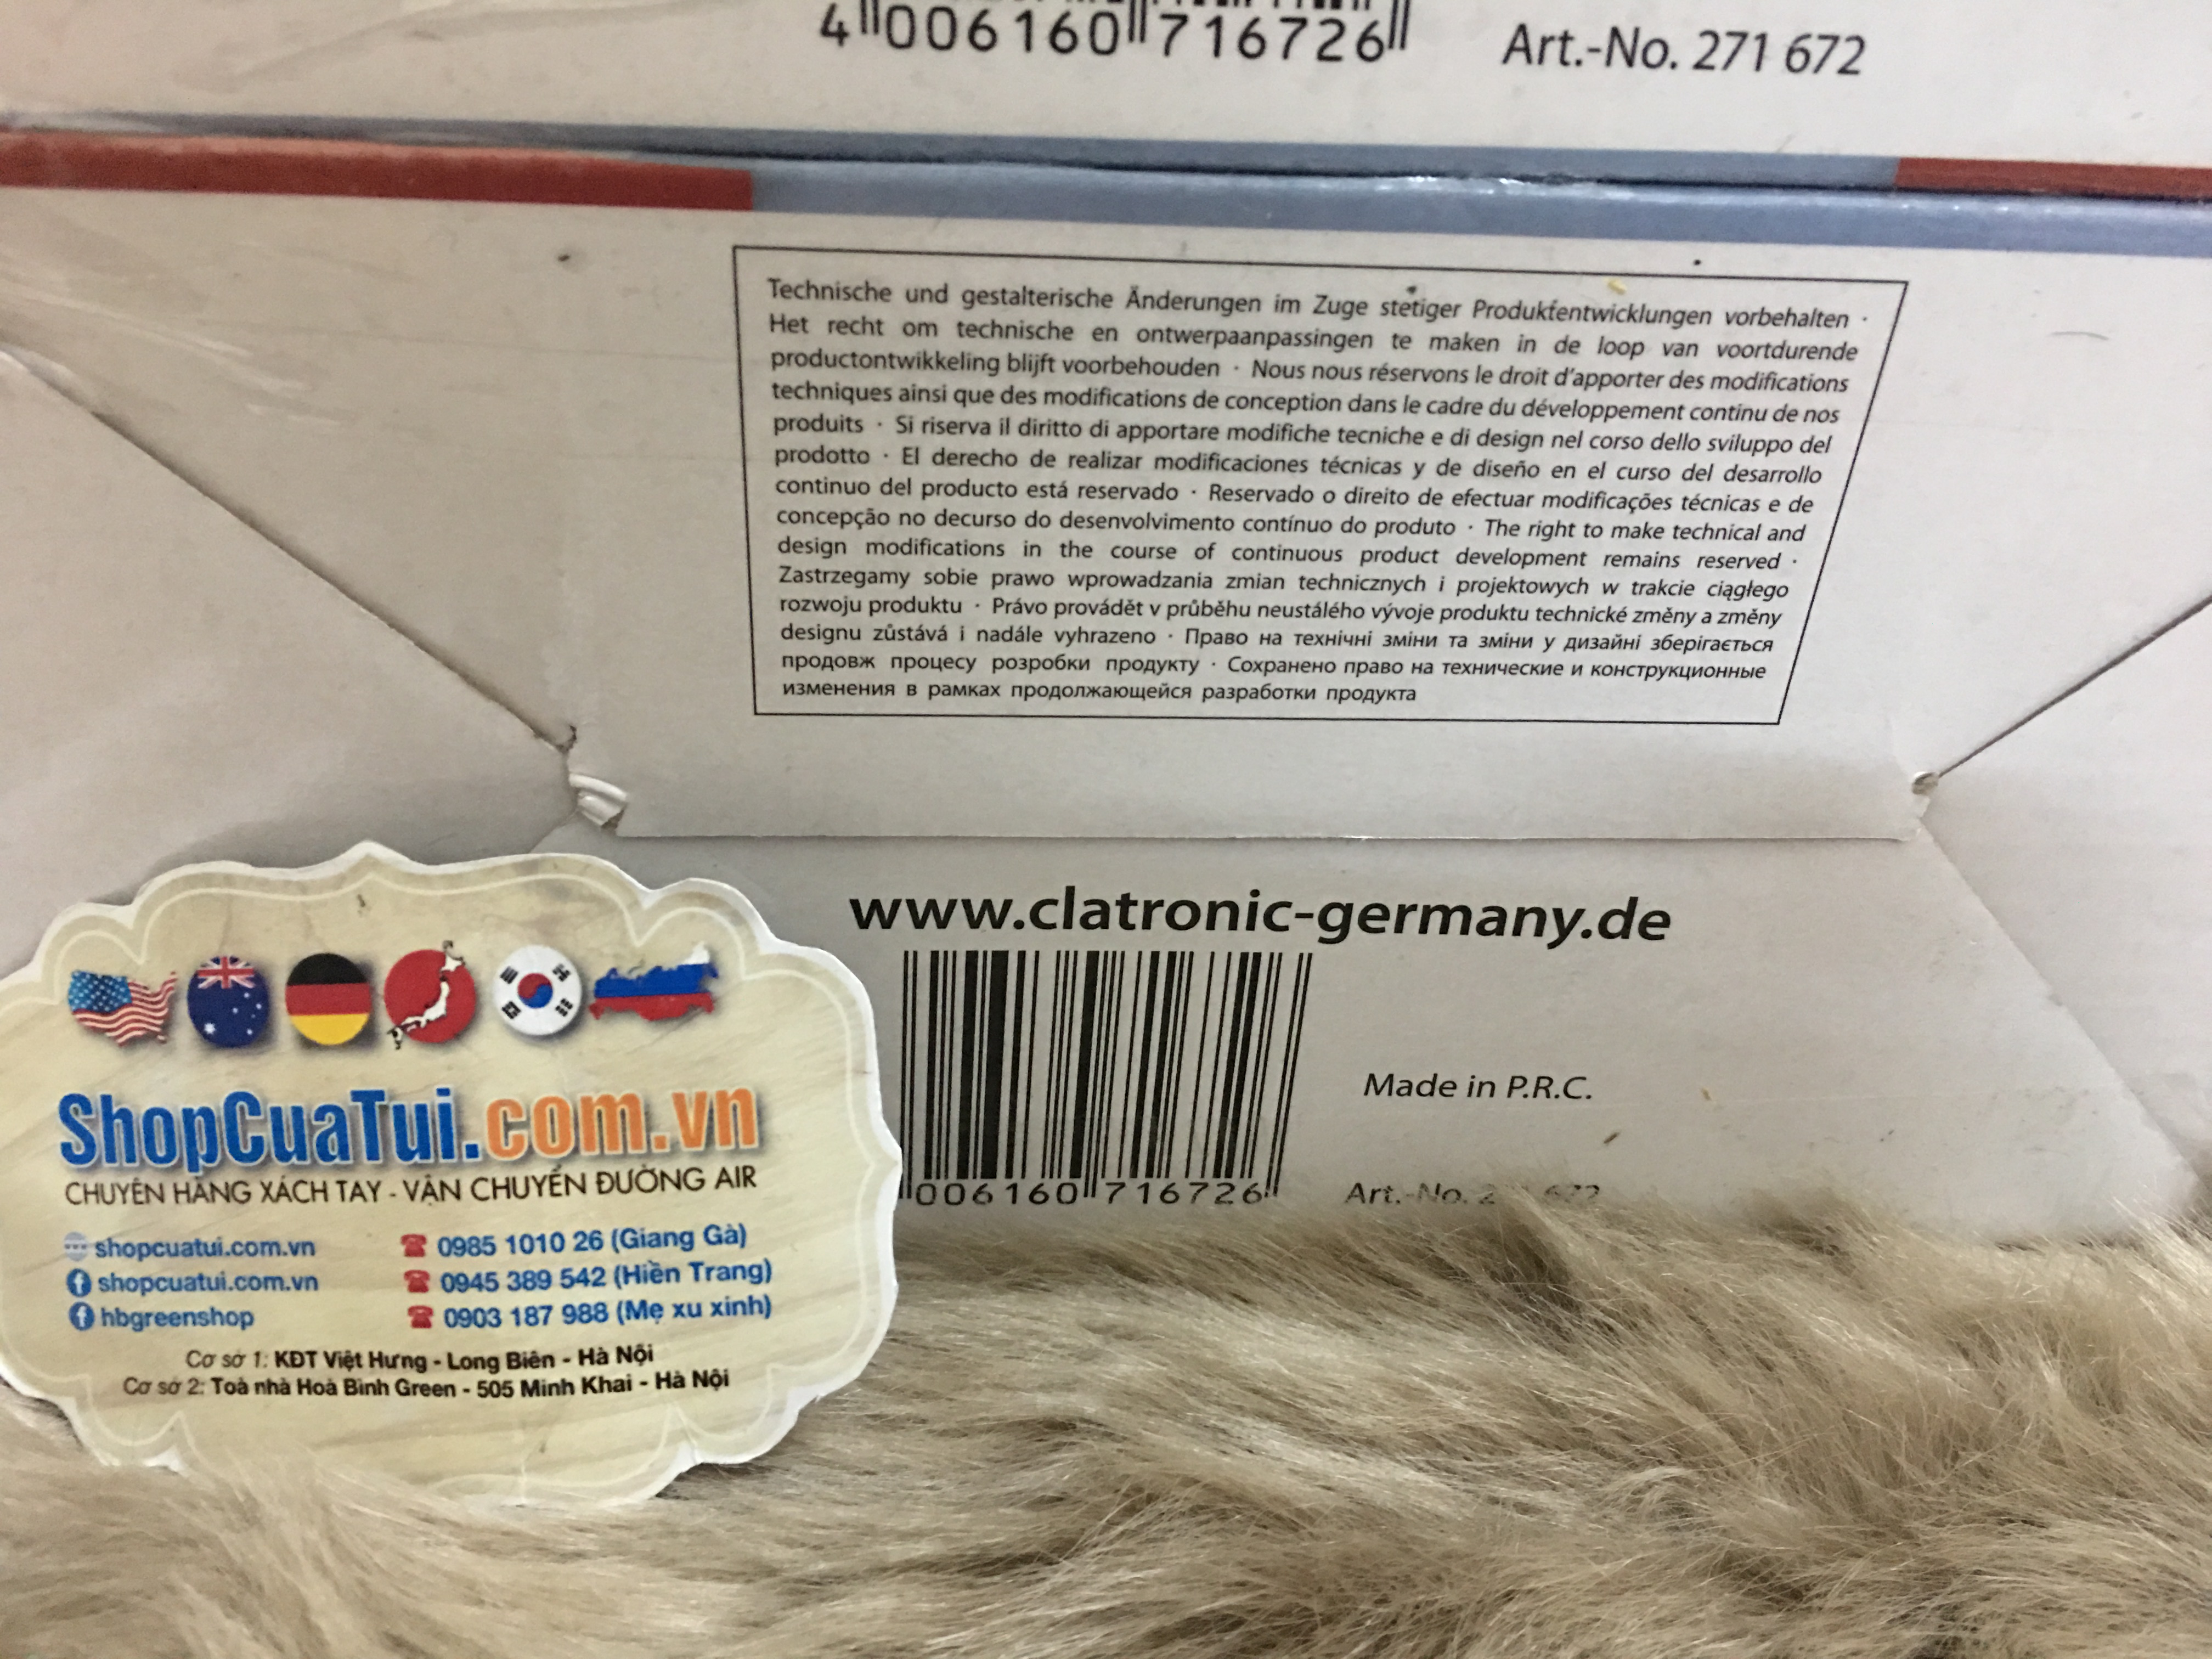 4 006160 716726
Art.-No. 271 672
Technische und gestalterische Änderungen im Zuge stetiger Produktentwicklungen vorbehalten ·
Het recht om technische en ontwerpaanpassingen te maken in de loop van voortdurende
productontwikkeling blijft voorbehouden · Nous nous réservons le droit d'apporter des modifications
techniques ainsi que des modifications de conception dans le cadre du développement continu de nos
produits · Si riserva il diritto di apportare modifiche tecniche e di design nel corso dello sviluppo del
prodotto · El derecho de realizar modificaciones técnicas y de diseño en el curso del desarrollo
continuo del producto está reservado · Reservado o direito de efectuar modificações técnicas e de
concepção no decurso do desenvolvimento contínuo do produto · The right to make technical and
design modifications in the course of continuous product development remains reserved ·
Zastrzegamy sobie prawo wprowadzania zmian technicznych i projektowych w trakcie ciągłego
rozwoju produktu · Právo provádět v průběhu neustálého vývoje produktu technické změny a změny
designu zůstává i nadále vyhrazeno · Право на технічні зміни та зміни у дизайні зберігається
продовж процесу розробки продукту · Сохранено право на технические и конструкционные
изменения в рамках продолжающейся разработки продукта
www.clatronic-germany.de
Made in P.R.C.
006160 716726
Art.-No.
ShopCuaTui.com.vn
CHUYÊN HÀNG XÁCH TAY - VẬN CHUYỂN ĐƯỜNG AIR
shopcuatui.com.vn
0985 1010 26 (Giang Gà)
shopcuatui.com.vn
0945 389 542 (Hiền Trang)
hbgreenshop
0903 187 988 (Mẹ xu xinh)
Cơ sở 1: KĐT Việt Hưng - Long Biên - Hà Nội
Cơ sở 2: Toà nhà Hoà Bình Green - 505 Minh Khai - Hà Nội